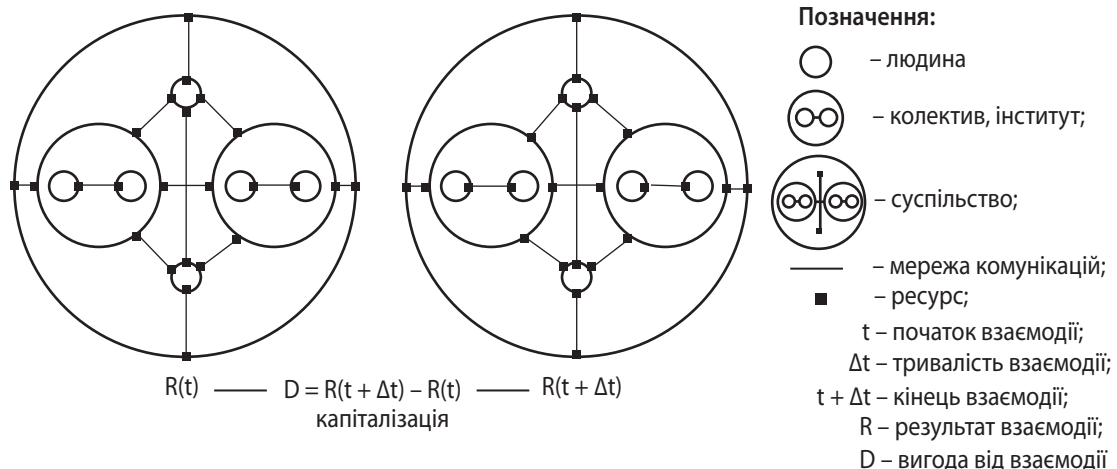 Позначення:
– людина
– колектив, інститут;
– суспільство;
– мережа комунікацій;
– ресурс;
t – початок взаємодії;
Δt – тривалість взаємодії;
t + Δt – кінець взаємодії;
R – результат взаємодії;
D – вигода від взаємодії
R(t) D = R(t + Δt) – R(t) R(t + Δt)
капіталізація